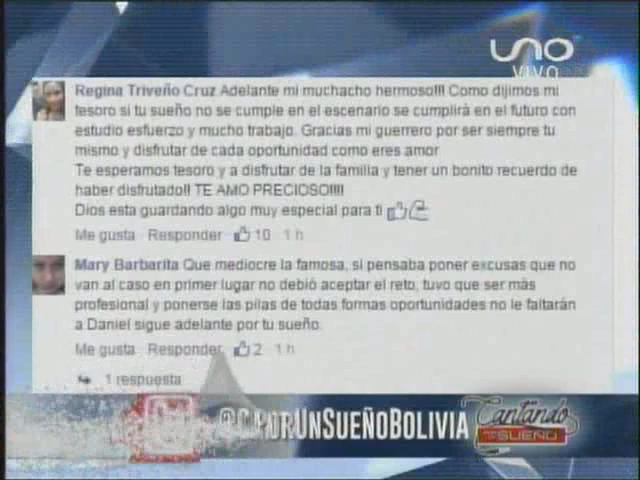 UNO
VIVO
Regina Triveño Cruz Adelante mi muchacho hermoso!!! Como dijimos mi
tesoro si tu sueño no se cumple en el escenario se cumplirá en el futuro con
estudio esfuerzo y mucho trabajo. Gracias mi guerrero por ser siempre tu
mismo y disfrutar de cada oportunidad como eres amor
Te esperamos tesoro y a disfrutar de la familia y tener un bonito recuerdo de
haber disfrutado!! TE AMO PRECIOSO!!!!
Dios esta guardando algo muy especial para ti
Me gusta Responder 10 1 h
Mary Barbarita Que mediocre la famosa, si pensaba poner excusas que no
van al caso en primer lugar no debió aceptar el reto, tuvo que ser más
profesional y ponerse las pilas de todas formas oportunidades no le faltarán
a Daniel sigue adelante por tu sueño.
Me gusta Responder 2 1 h
1 respuesta
UNSUEÑOBOLIVIA
Cantando
SUEÑO